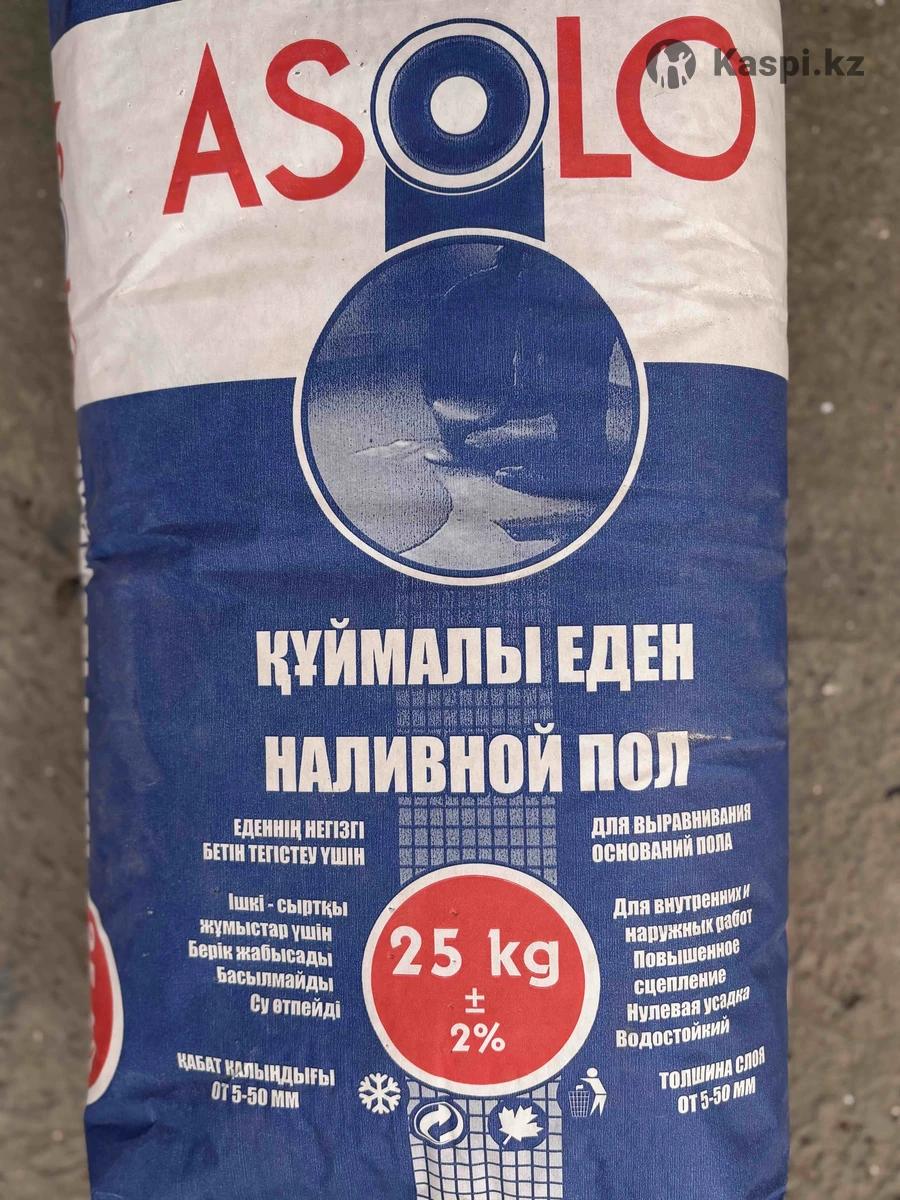 ASOLO
Kaspi.kz
ҚҰЙМАЛЫ ЕДЕН
НАЛИВНОЙ ПОЛ
ЕДЕННІҢ НЕГІЗГІ
БЕТІН ТЕГІСТЕУ ҮШІН
Ішкі - сыртқы
жұмыстар үшін
Берік жабысады
Басылмайды
Су өтпейді
ҚАБАТ ҚАЛЫҢДЫҒЫ
ОТ 5-50 ММ
25 kg
±
2%
ДЛЯ ВЫРАВНИВАНИЯ
ОСНОВАНИЙ ПОЛА
Для внутренних и
наружных работ
Повышенное
сцепление
Нулевая усадка
Водостойкий
ТОЛШИНА СЛОЯ
ОТ 5-50 ММ